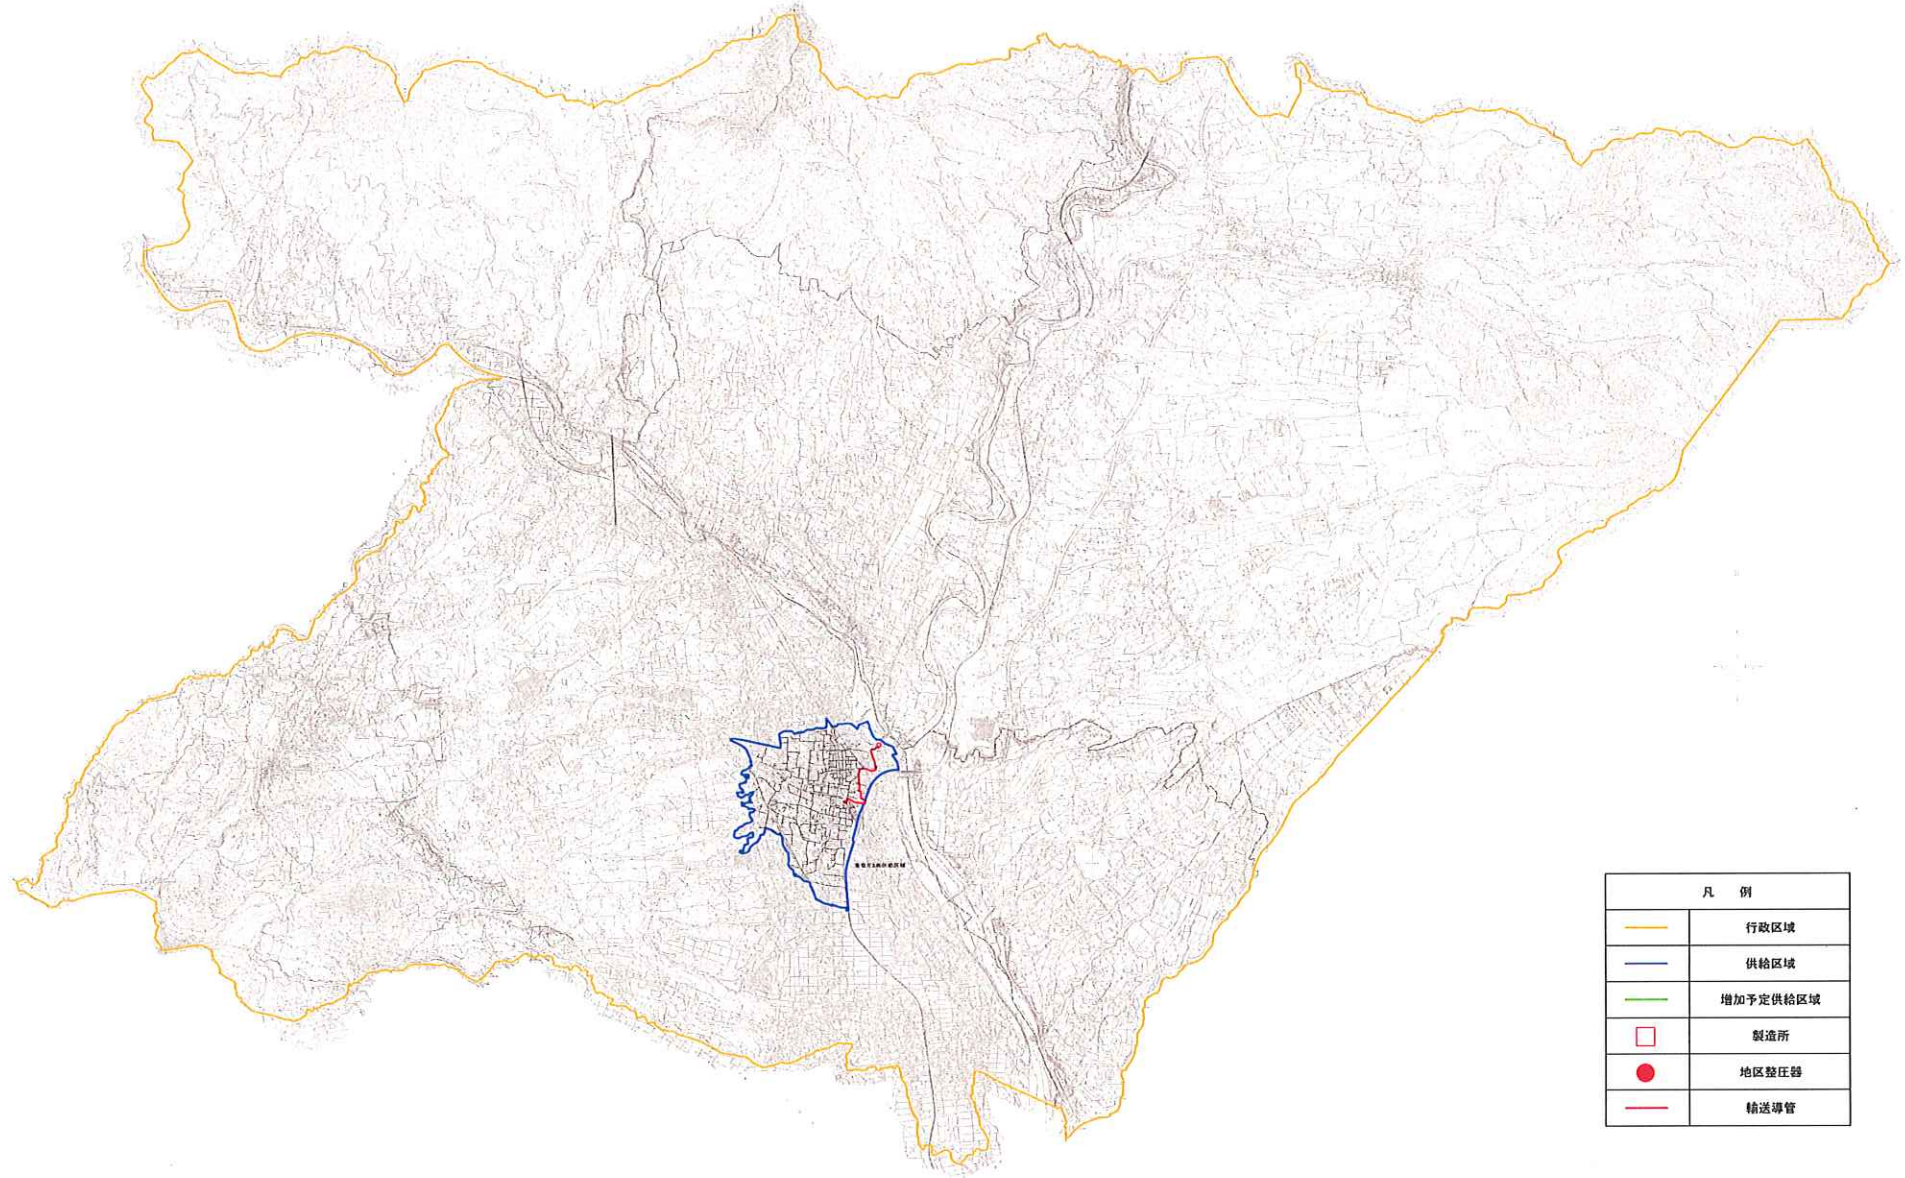 凡 例
行政区域
供給区域
増加予定供給区域
製造所
地区整圧器
輸送導管